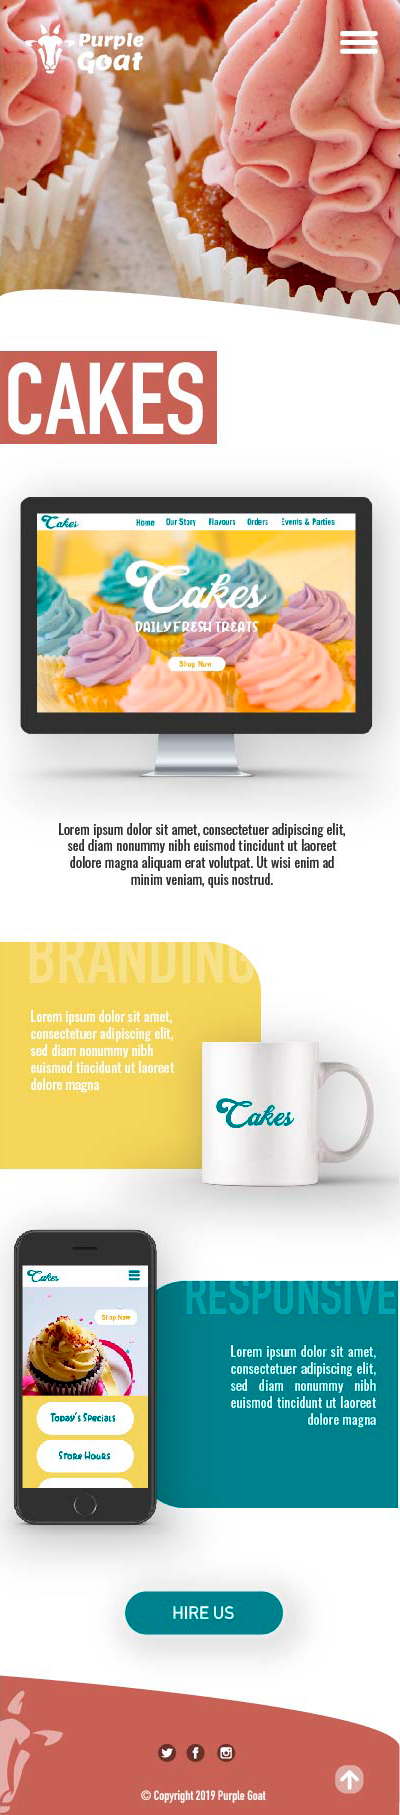 Purple
Goat
CAKES
Cakes
Home Our Story Flavours Orders Events & Parties
Cakes
DAILY FRESH TREATS
Shop Now
Lorem ipsum dolor sit amet, consectetuer adipiscing elit,
sed diam nonummy nibh euismod tincidunt ut laoreet
dolore magna aliquam erat volutpat. Ut wisi enim ad
minim veniam, quis nostrud.
BRANDING
Lorem ipsum dolor sit amet,
consectetuer adipiscing elit,
sed diam nonummy nibh
euismod tincidunt ut laoreet
dolore magna
Cakes
Cakes
Shop Now
Today's Specials
Store Hours
RESPONSIVE
Lorem ipsum dolor sit amet,
consectetuer adipiscing elit,
sed diam nonummy nibh
euismod tincidunt ut laoreet
dolore magna
HIRE US
© Copyright 2019 Purple Goat